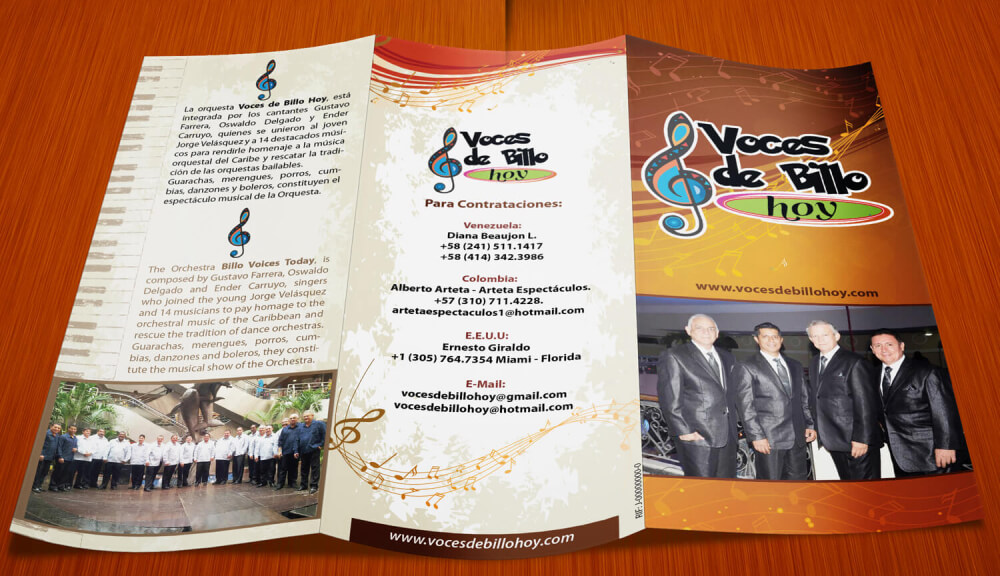 La orquesta Voces de Billo Hoy, está
integrada por los cantantes Gustavo
Farrera, Oswaldo Delgado y Ender
Carruyo, quienes se unieron al joven
Jorge Velásquez y a 14 destacados músi-
cos para rendirle homenaje a la música
orquestal del Caribe y rescatar la tradi-
ción de las orquestas bailables.
Guarachas, merengues, porros, cum-
bias, danzones y boleros, constituyen el
espectáculo musical de la Orquesta.
The Orchestra Billo Voices Today, is
composed by Gustavo Farrera, Oswaldo
Delgado and Ender Carruyo, singers
who joined the young Jorge Velásquez
and 14 musicians to pay homage to the
orchestral music of the Caribbean and
rescue the tradition of dance orchestras.
Guarachas, merengues, porros, cum-
bias, danzones and boleros, they consti-
tute the musical show of the Orchestra.
Voces
de Billo
hoy
Para Contrataciones:
Venezuela:
Diana Beaujon L.
+58 (241) 511.1417
+58 (414) 342.3986
Colombia:
Alberto Arteta - Arteta Espectáculos.
+57 (310) 711.4228.
artetaespectaculos1@hotmail.com
E.E.U.U:
Ernesto Giraldo
+1 (305) 764.7354 Miami - Florida
E-Mail:
vocesdebillohoy@gmail.com
vocesdebillohoy@hotmail.com
www.vocesdebillohoy.com
Voces
de Billo
hoy
www.vocesdebillohoy.com
RIF: J-00000000-0